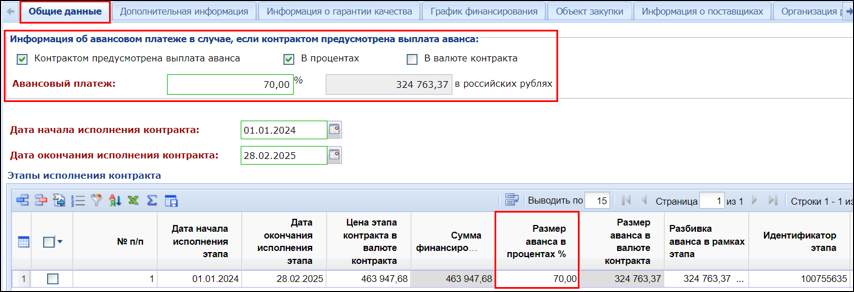 Общие данные Дополнительная информация Информация о гарантии качества График финансирования Объект закупки Информация о поставщиках Организация
Информация об авансовом платеже в случае, если контрактом предусмотрена выплата аванса:
Контрактом предусмотрена выплата аванса В процентах В валюте контракта
Авансовый платеж: 70,00 % 324 763,37 в российских рублях
Дата начала исполнения контракта: 01.01.2024
Дата окончания исполнения контракта: 28.02.2025
Этапы исполнения контракта
Выводить по 15 Страница 1 из 1 Строки 1 - 1 из
№ п/п Дата начала исполнения этапа Дата окончания исполнения этапа Цена этапа контракта в валюте контракта Сумма финансиро... Размер аванса в процентах % Размер аванса в валюте контракта Разбивка аванса в рамках этапа Идентификатор этапа
1 1 01.01.2024 28.02.2025 463 947,68 463 947,68 70,00 324 763,37 324 763,37 ... 100755635